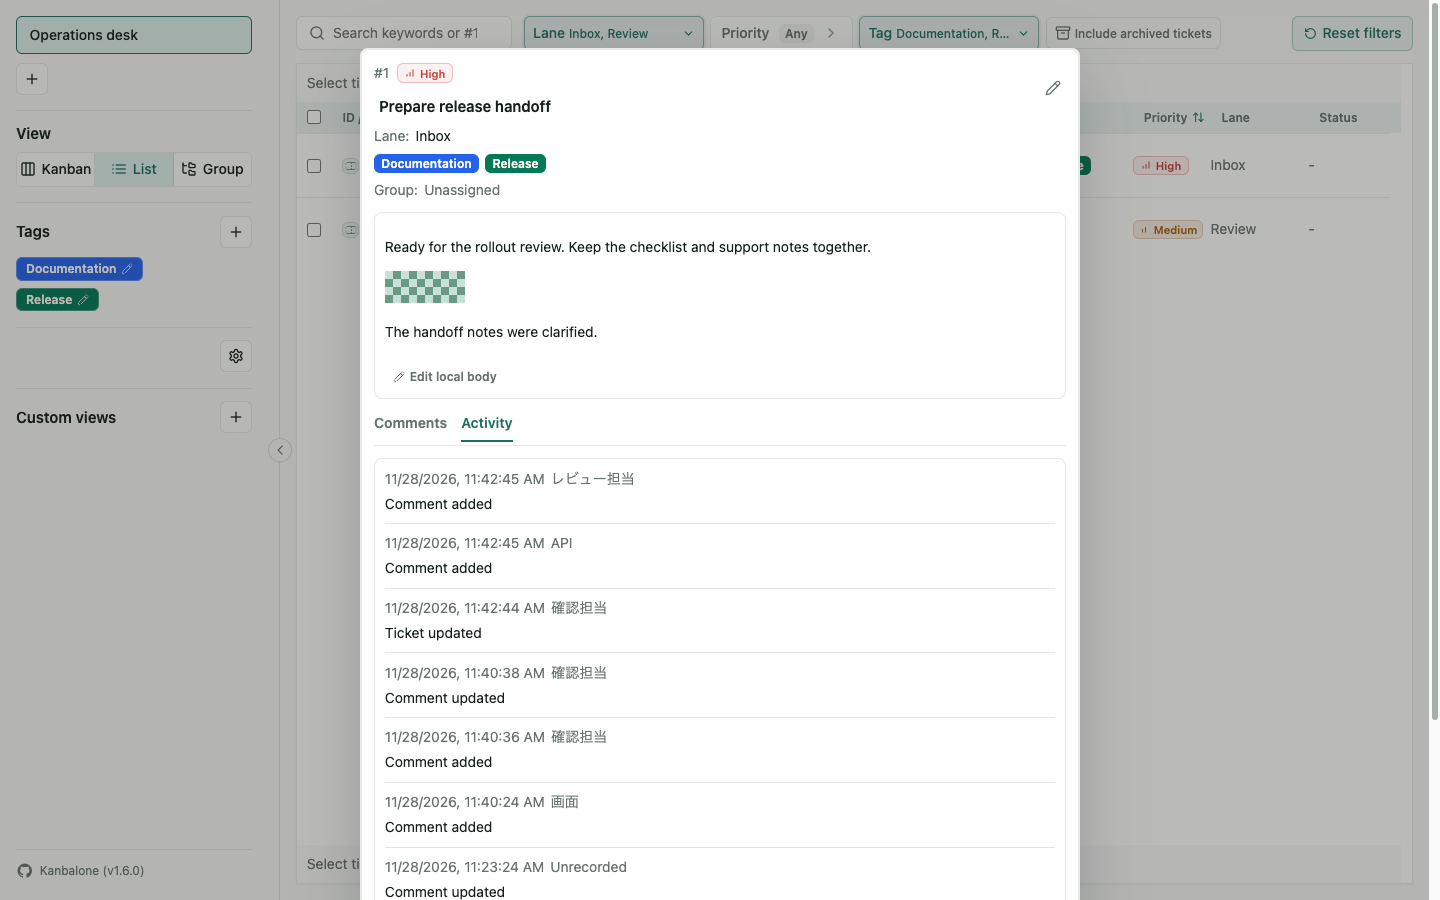 Operations desk
View
Kanban
List
Group
Tags
Documentation
Release
Custom views
Kanbalone (v1.6.0)
Search keywords or #1
Lane Inbox, Review
Priority Any
Tag Documentation, R...
Include archived tickets
Reset filters
ID
Priority
Lane
Status
High
Inbox
-
Medium
Review
-
#1
High
Prepare release handoff
Lane: Inbox
Documentation
Release
Group: Unassigned
Ready for the rollout review. Keep the checklist and support notes together.
The handoff notes were clarified.
Edit local body
Comments
Activity
11/28/2026, 11:42:45 AM レビュー担当
Comment added
11/28/2026, 11:42:45 AM API
Comment added
11/28/2026, 11:42:44 AM 確認担当
Ticket updated
11/28/2026, 11:40:38 AM 確認担当
Comment updated
11/28/2026, 11:40:36 AM 確認担当
Comment added
11/28/2026, 11:40:24 AM 画面
Comment added
11/28/2026, 11:23:24 AM Unrecorded
Comment updated